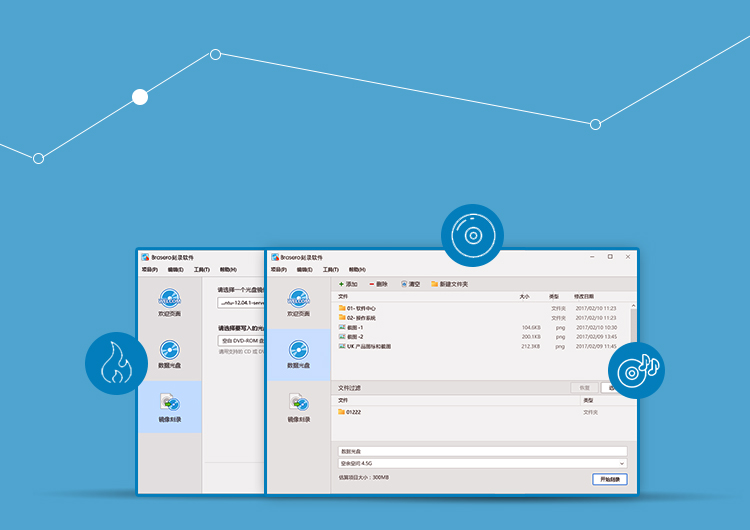 Brosero刻录软件
项目(P) 编辑(E) 工具(T) 帮助(H)
WELCOME
欢迎页面
数据光盘
镜像刻录
请选择一个光盘镜像
...ntu-12.04.1-serve
请选择要写入的光
空白 DVD-ROM 盘
请用支持的 CD 或 D
Brosero刻录软件
项目(P) 编辑(E) 工具(T) 帮助(H)
WELCOME
欢迎页面
数据光盘
镜像刻录
添加 删除 清空 新建文件夹
文件 大小 类型 修改日期
01- 软件中心 文件夹 2017/02/10 11:23
02- 操作系统 文件夹 2017/02/10 11:23
截图 -1 104.6KB png 2017/02/10 10:30
截图 -2 200.1KB png 2017/02/09 13:45
UK 产品图标和截图 212.3KB png 2017/02/09 11:45
文件过滤
文件 类型
01222 文件夹
数据光盘
空余空间 4.5G
估算项目大小：300MB
开始刻录